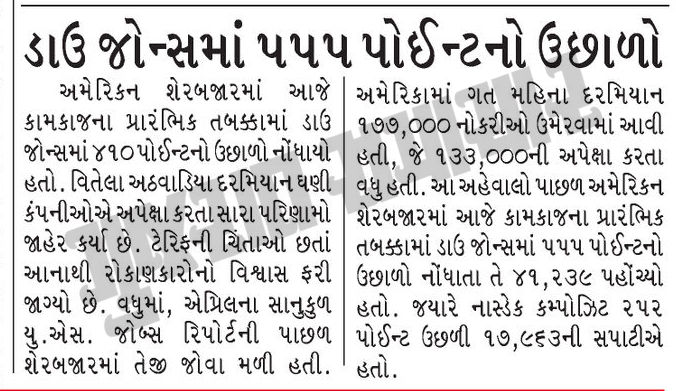 ડાઉ જોન્સમાં ૫૫૫ પોઈન્ટનો ઉછાળો
અમેરિકન શેરબજારમાં આજે
કામકાજના પ્રારંભિક તબક્કામાં ડાઉ
જોન્સમાં ૪૧૦ પોઈન્ટનો ઉછાળો નોંધાયો
હતો. વિતેલા અઠવાડિયા દરમિયાન ઘણી
કંપનીઓએ અપેક્ષા કરતા સારા પરિણામો
જાહેર કર્યા છે. ટેરિફની ચિંતાઓ છતાં
આનાથી રોકાણકારોનો વિશ્વાસ ફરી
જાગ્યો છે. વધુમાં, એપ્રિલના સાનુકુળ
યુ.એસ. જોબ્સ રિપોર્ટની પાછળ
શેરબજારમાં તેજી જોવા મળી હતી.
અમેરિકામાં ગત મહિના દરમિયાન
૧૭૭,૦૦૦ નોકરીઓ ઉમેરવામાં આવી
હતી, જે ૧૩૩,૦૦૦ની અપેક્ષા કરતા
વધુ હતી. આ અહેવાલો પાછળ અમેરિકન
શેરબજારમાં આજે કામકાજના પ્રારંભિક
તબક્કામાં ડાઉ જોન્સમાં ૫૫૫ પોઈન્ટનો
ઉછાળો નોંધાતા તે ૪૧,૨૩૯ પહોંચ્યો
હતો. જયારે નાસ્ડેક કમ્પોઝિટ ૨૫૨
પોઈન્ટ ઉછળી ૧૭,૯૬૩ની સપાટીએ
હતો.
ગુજરાત સમાચાર